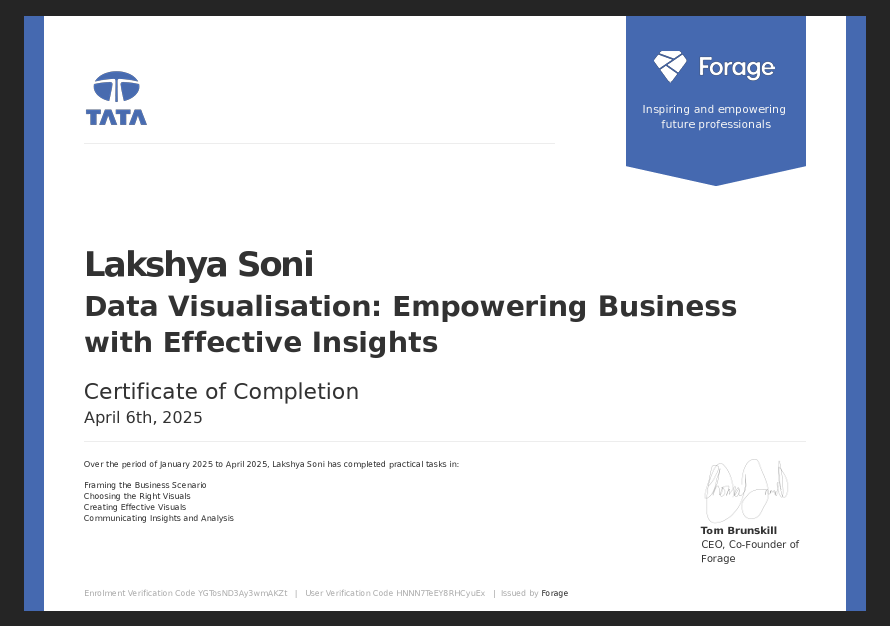 TATA
Forage
Inspiring and empowering
future professionals
Lakshya Soni
Data Visualisation: Empowering Business
with Effective Insights
Certificate of Completion
April 6th, 2025
Over the period of January 2025 to April 2025, Lakshya Soni has completed practical tasks in:
Framing the Business Scenario
Choosing the Right Visuals
Creating Effective Visuals
Communicating Insights and Analysis
Tom Brunskill
CEO, Co-Founder of
Forage
Enrolment Verification Code YGTosND3Ay3wmAKZt | User Verification Code HNNN7TeEY8RHCyuEx | Issued by Forage